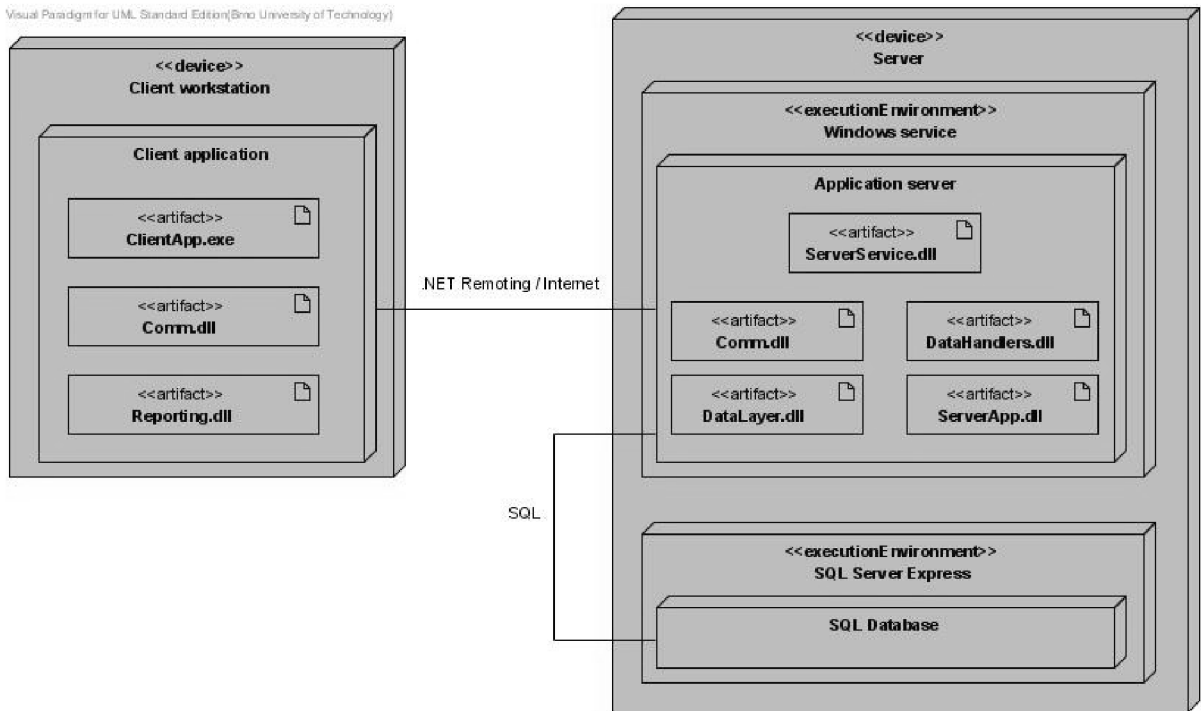 Visual Paradigm for UML Standard Edition(Brno University of Technology)
<<device>>
Client workstation
Client application
<<artifact>>
ClientApp.exe
<<artifact>>
Comm.dll
<<artifact>>
Reporting.dll
.NET Remoting / Internet
SQL
<<device>>
Server
<<executionEnvironment>>
Windows service
Application server
<<artifact>>
ServerService.dll
<<artifact>>
Comm.dll
<<artifact>>
DataHandlers.dll
<<artifact>>
DataLayer.dll
<<artifact>>
ServerApp.dll
<<executionEnvironment>>
SQL Server Express
SQL Database